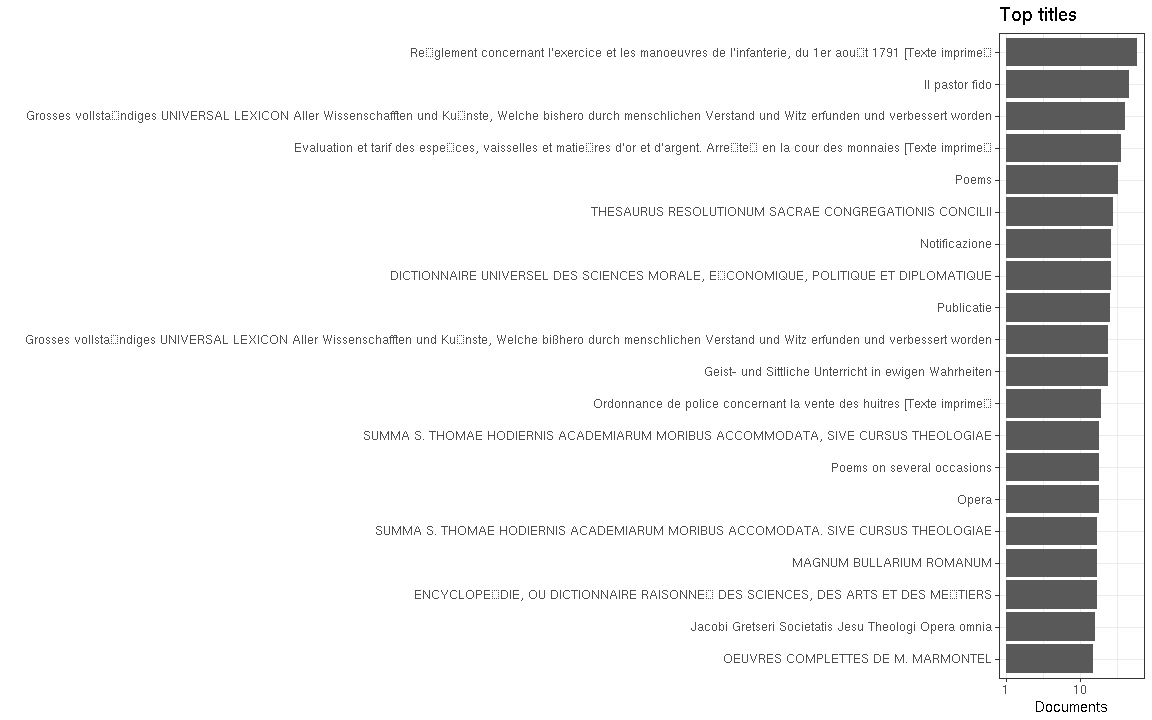 Top titles
Re▯glement concernant l'exercice et les manoeuvres de l'infanterie, du 1er aou▯t 1791 [Texte imprime▯
Il pastor fido
Grosses vollsta▯ndiges UNIVERSAL LEXICON Aller Wissenschafften und Ku▯nste, Welche bishero durch menschlichen Verstand und Witz erfunden und verbessert worden
Evaluation et tarif des espe▯ces, vaisselles et matie▯res d'or et d'argent. Arre▯te▯ en la cour des monnaies [Texte imprime▯
Poems
THESAURUS RESOLUTIONUM SACRAE CONGREGATIONIS CONCILII
Notificazione
DICTIONNAIRE UNIVERSEL DES SCIENCES MORALE, E▯CONOMIQUE, POLITIQUE ET DIPLOMATIQUE
Publicatie
Grosses vollsta▯ndiges UNIVERSAL LEXICON Aller Wissenschafften und Ku▯nste, Welche bißhero durch menschlichen Verstand und Witz erfunden und verbessert worden
Geist- und Sittliche Unterricht in ewigen Wahrheiten
Ordonnance de police concernant la vente des huitres [Texte imprime▯
SUMMA S. THOMAE HODIERNIS ACADEMIARUM MORIBUS ACCOMMODATA, SIVE CURSUS THEOLOGIAE
Poems on several occasions
Opera
SUMMA S. THOMAE HODIERNIS ACADEMIARUM MORIBUS ACCOMODATA. SIVE CURSUS THEOLOGIAE
MAGNUM BULLARIUM ROMANUM
ENCYCLOPE▯DIE, OU DICTIONNAIRE RAISONNE▯ DES SCIENCES, DES ARTS ET DES ME▯TIERS
Jacobi Gretseri Societatis Jesu Theologi Opera omnia
OEUVRES COMPLETTES DE M. MARMONTEL
1 10
Documents